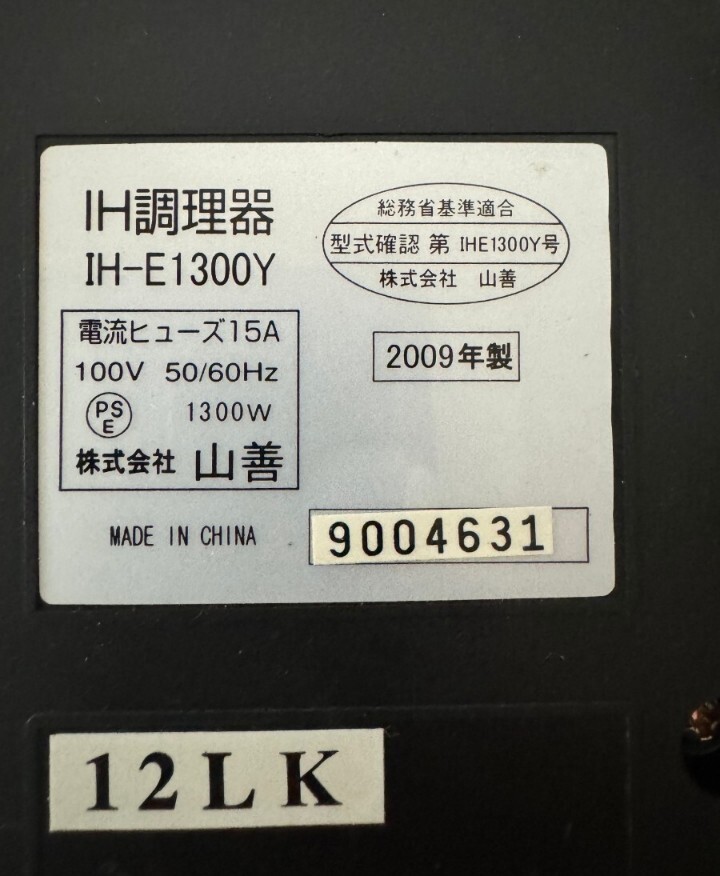 IH調理器
IH-E1300Y
総務省基準適合
型式確認 第 IHE1300Y号
株式会社 山善
電流ヒューズ15A
100V 50/60Hz
PS
E
1300W
株式会社 山善
2009年製
MADE IN CHINA
9004631
12LK